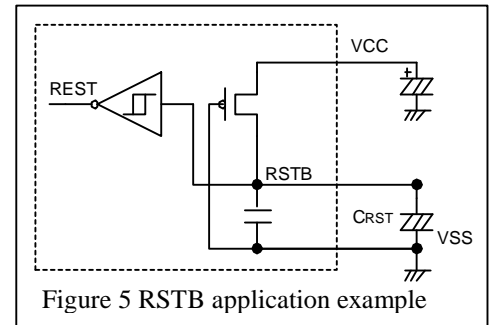 VCC
+
REST
RSTB
CRST
VSS
Figure 5 RSTB application example